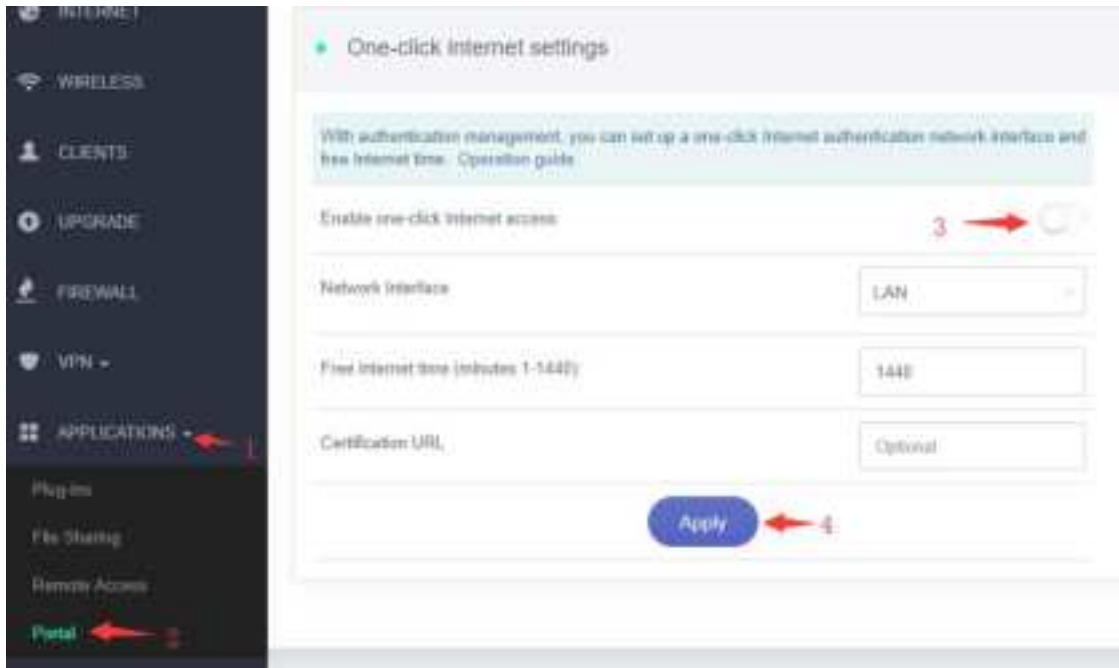 INTERNET
WIRELESS
CLIENTS
UPGRADE
FIREWALL
VPN
APPLICATIONS
1
Plug-ins
File Sharing
Remote Access
Portal
2
One-click Internet settings
With authentication management, you can set up a one-click Internet authentication network interface and
free Internet time. Operation guide
Enable one-click Internet access
3
Network Interface
LAN
Free Internet time (minutes 1-1440)
1440
Certification URL
Optional
Apply
4